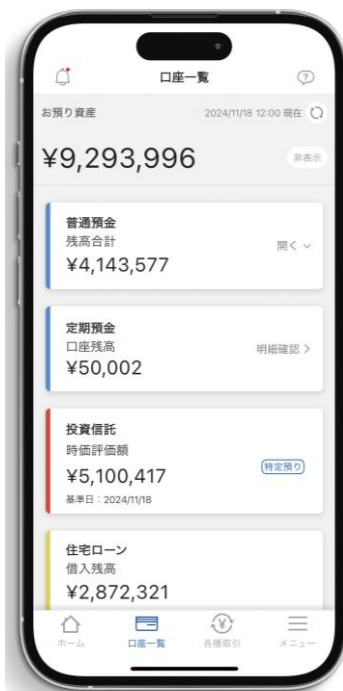 口座一覧
お預り資産
2024/11/18 12:00 現在
¥9,293,996
非表示
普通預金
残高合計
開く
¥4,143,577
定期預金
口座残高
明細確認
¥50,002
投資信託
時価評価額
特定預り
¥5,100,417
基準日：2024/11/18
住宅ローン
借入残高
¥2,872,321
ホーム
口座一覧
各種取引
メニュー